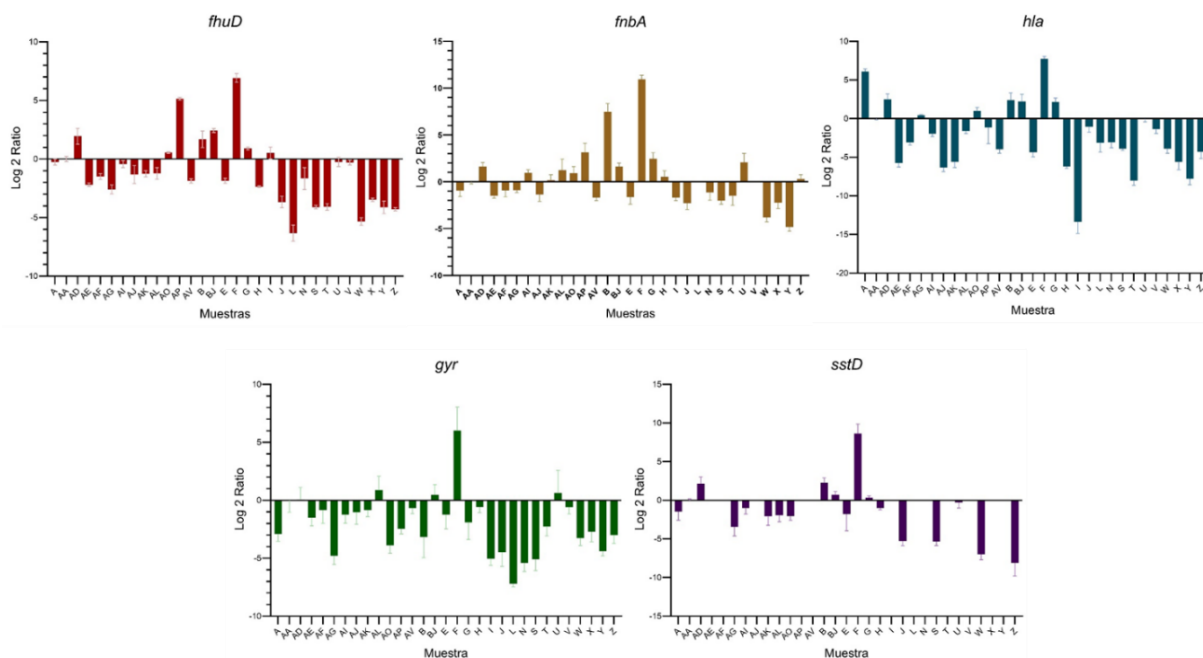 fhuD
Log 2 Ratio
10
5
0
-5
-10
A AA AD AE AF AG AI AJ AK AL AO AP AV B BJ E F G H I J L N S T U V W X Y Z
Muestras
fnbA
Log 2 Ratio
15
10
5
0
-5
-10
A AA AD AE AF AG AI AJ AK AL AO AP AV B BJ E F G H I J L N S T U V W X Y Z
Muestras
hla
Log 2 Ratio
10
5
0
-5
-10
-15
-20
A AA AD AE AF AG AI AJ AK AL AO AP AV B BJ E F G H I J L N S T U V W X Y Z
Muestra
gyr
Log 2 Ratio
10
5
0
-5
-10
A AA AD AE AF AG AI AJ AK AL AO AP AV B BJ E F G H I J L N S T U V W X Y Z
Muestra
sstD
Log 2 Ratio
15
10
5
0
-5
-10
-15
A AA AD AE AF AG AI AJ AK AL AO AP AV B BJ E F G H I J L N S T U V W X Y Z
Muestra